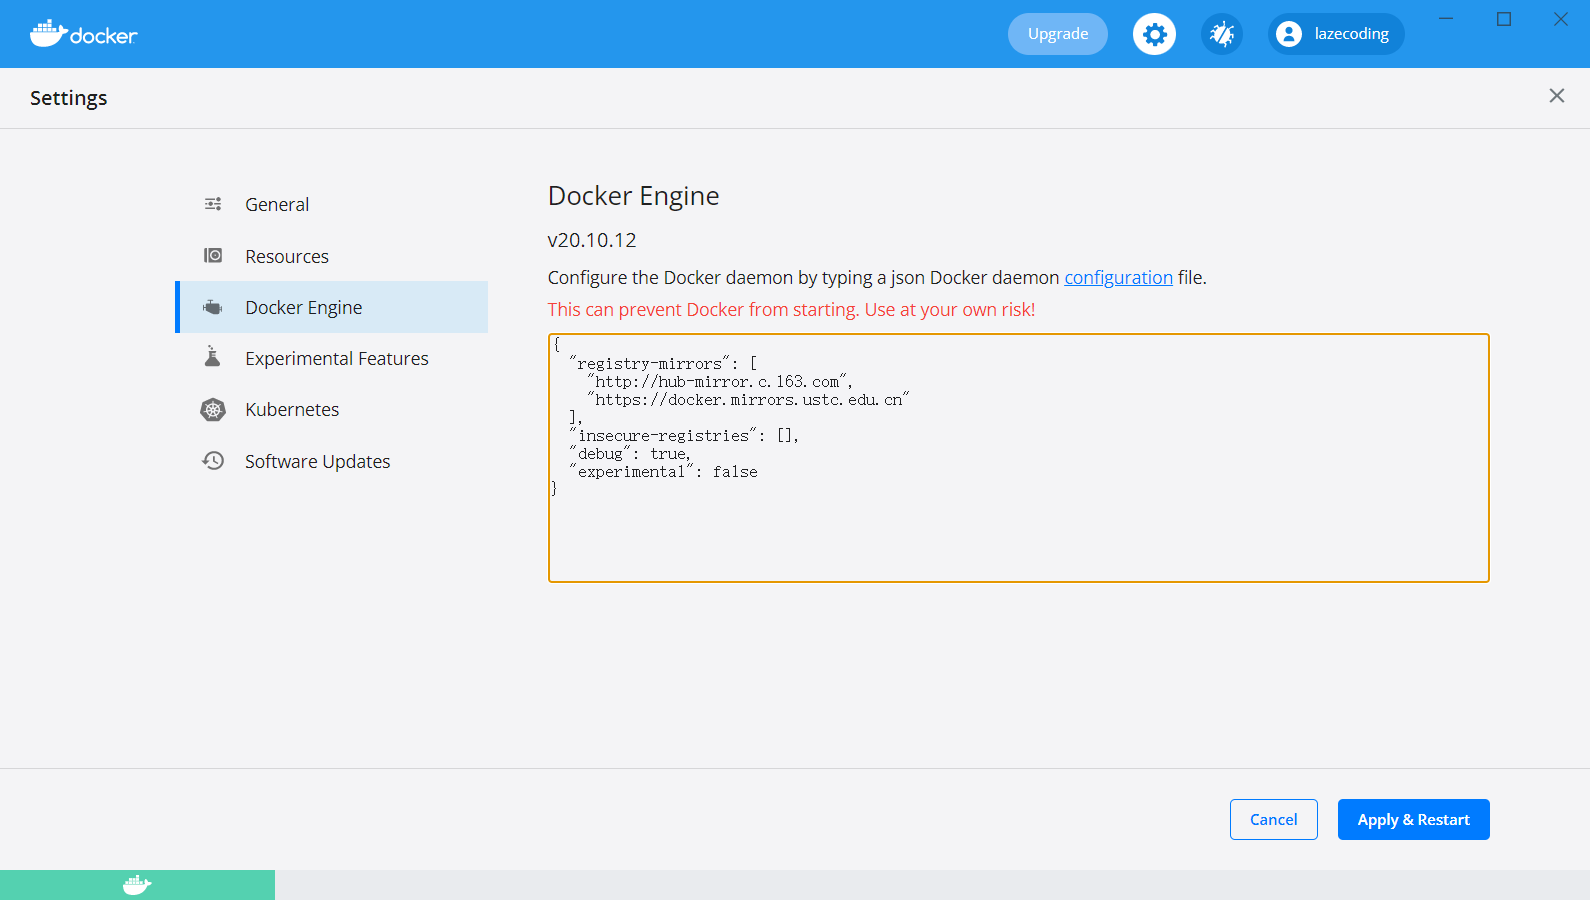 docker
Upgrade
lazecoding
Settings
General
Resources
Docker Engine
Experimental Features
Kubernetes
Software Updates
Docker Engine
v20.10.12
Configure the Docker daemon by typing a json Docker daemon configuration file.
This can prevent Docker from starting. Use at your own risk!
{
  "registry-mirrors": [
    "http://hub-mirror.c.163.com",
    "https://docker.mirrors.ustc.edu.cn"
  ],
  "insecure-registries": [],
  "debug": true,
  "experimental": false
}
Cancel
Apply & Restart